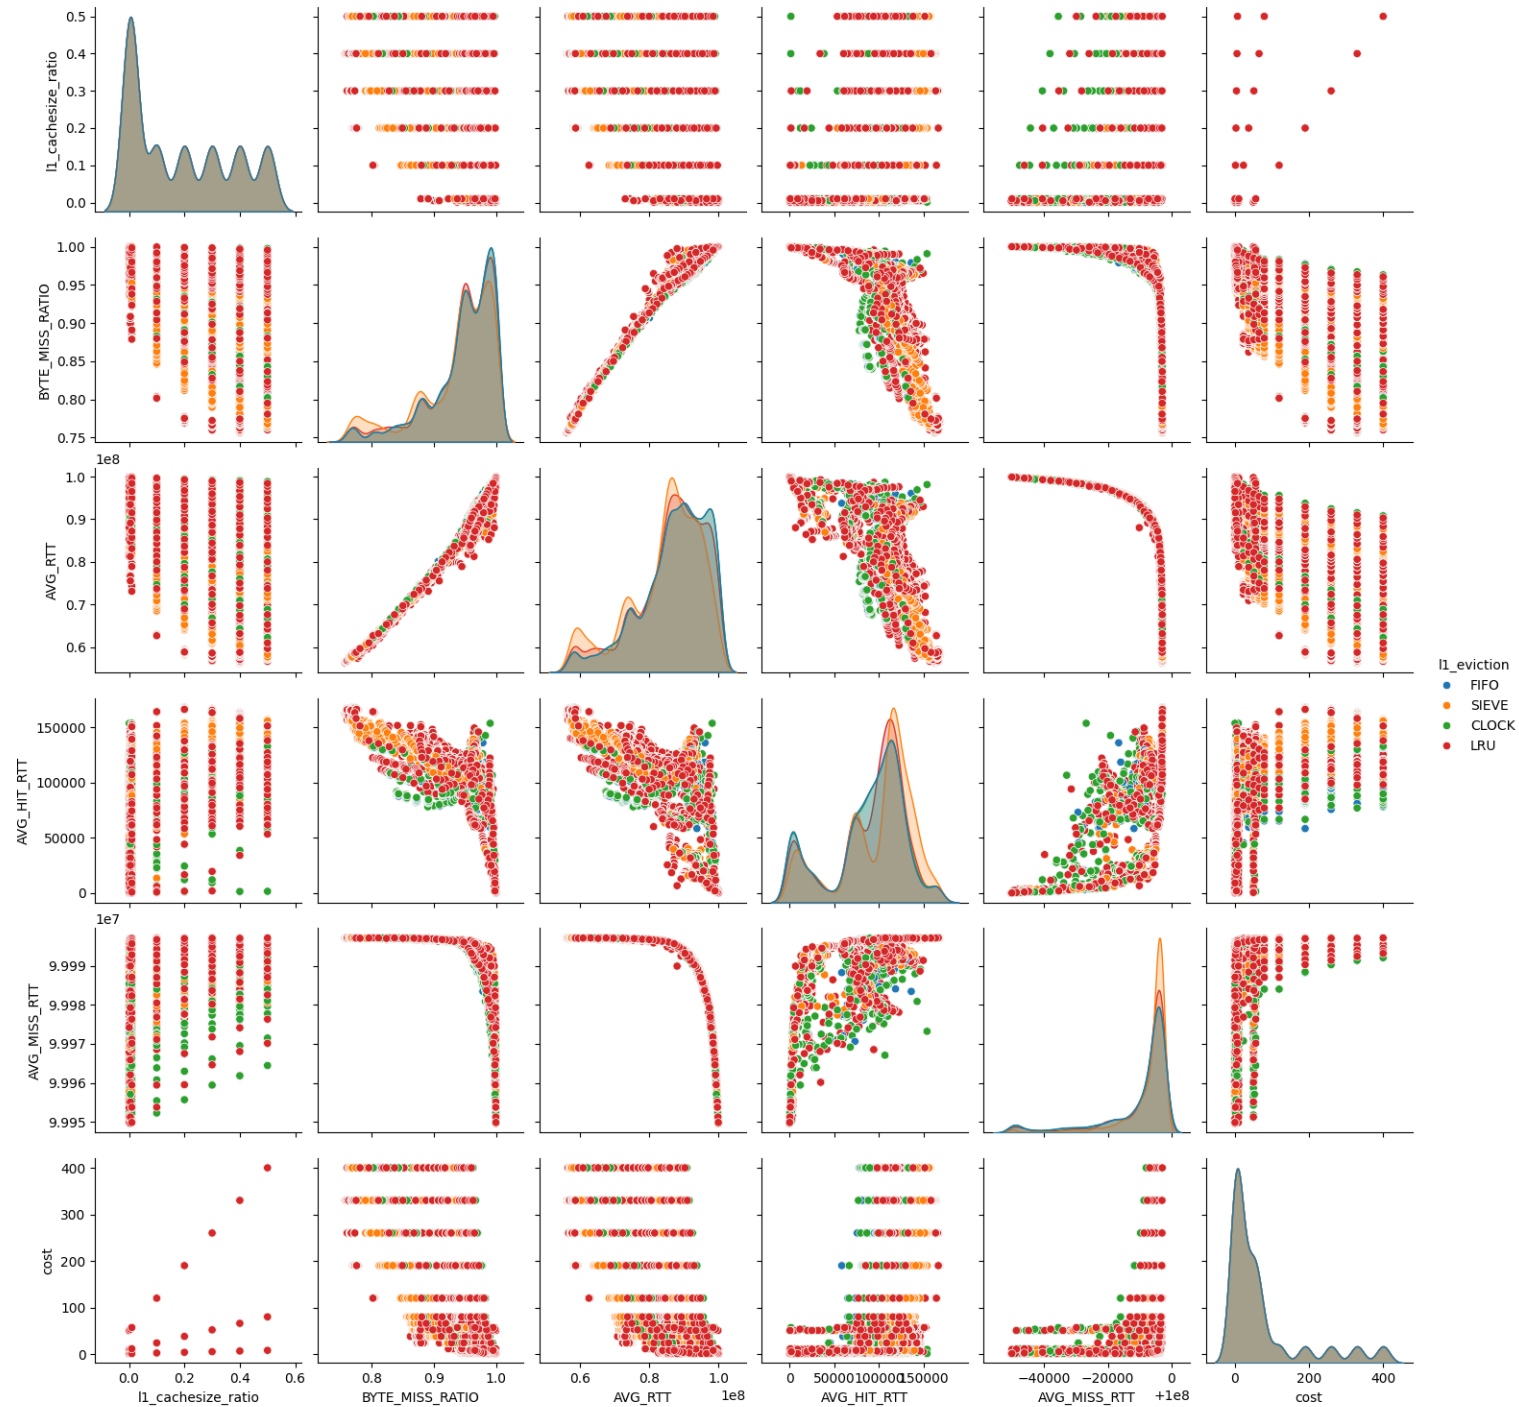 0.5
0.4
0.3
0.2
0.1
0.0
l1_cachesize_ratio
1.00
0.95
0.90
0.85
0.80
0.75
BYTE_MISS_RATIO
1e8
1.0
0.9
0.8
0.7
0.6
AVG_RTT
150000
100000
50000
0
AVG_HIT_RTT
1e7
9.999
9.998
9.997
9.996
9.995
AVG_MISS_RTT
400
300
200
100
0
cost
0.0 0.2 0.4 0.6
l1_cachesize_ratio
0.8 0.9 1.0
BYTE_MISS_RATIO
0.6 0.8 1.0
1e8
AVG_RTT
0 50000 100000 150000
AVG_HIT_RTT
−40000 −20000 0
+1e8
AVG_MISS_RTT
0 200 400
cost
l1_eviction
FIFO
SIEVE
CLOCK
LRU